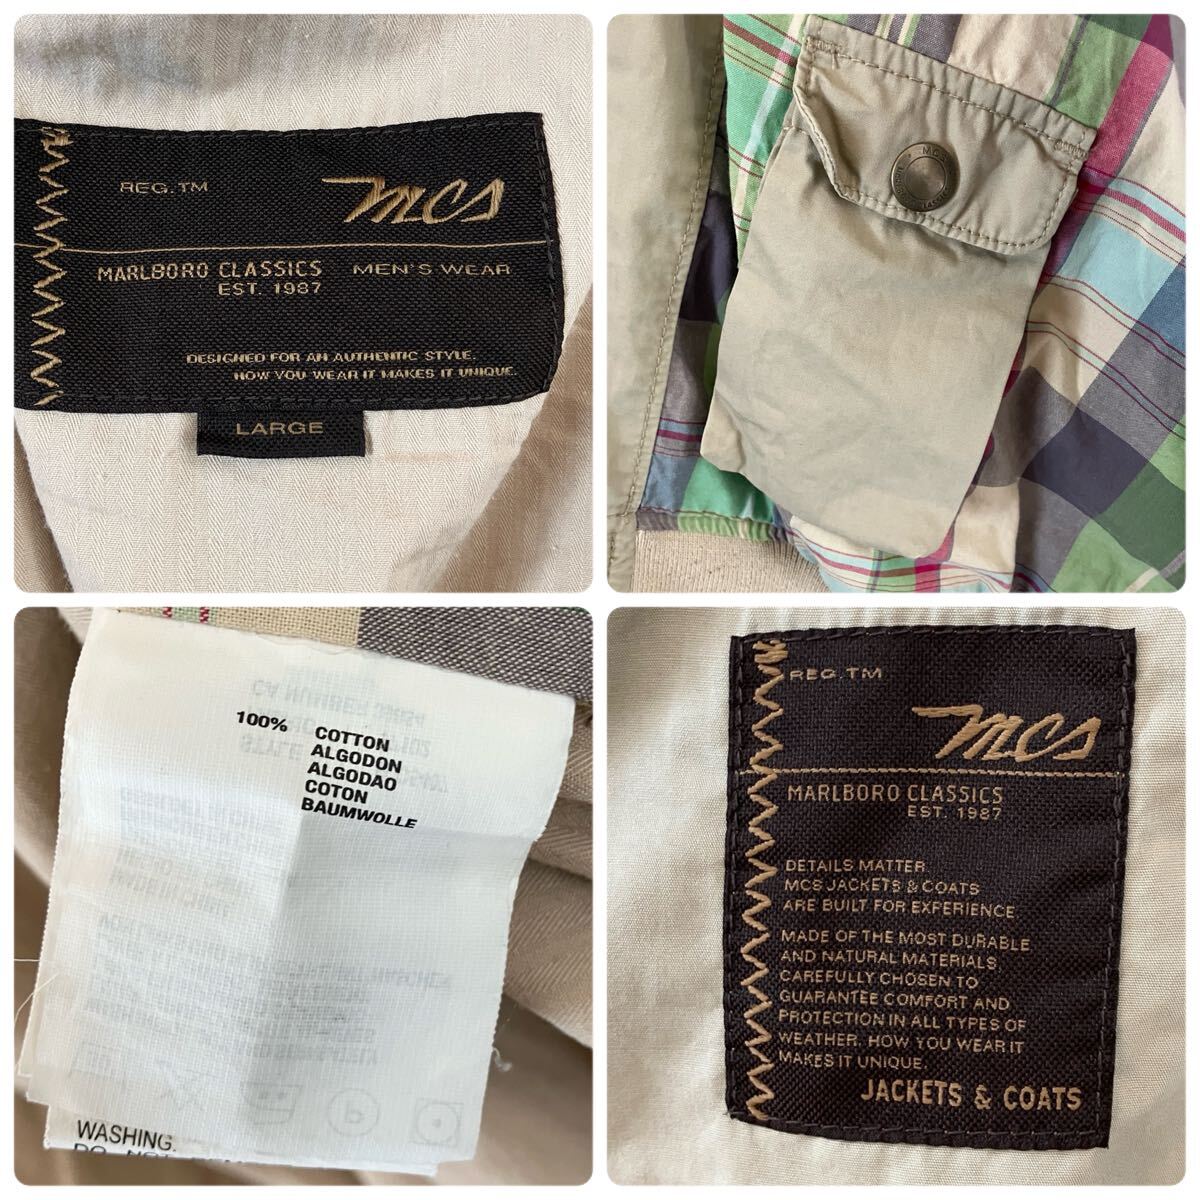 REG.TM
mcs
MARLBORO CLASSICS MEN'S WEAR
EST. 1987
DESIGNED FOR AN AUTHENTIC STYLE.
HOW YOU WEAR IT MAKES IT UNIQUE.
LARGE
MCS
100% COTTON
ALGODON
ALGODAO
COTON
BAUMWOLLE
WASHING.
REG.TM
mcs
MARLBORO CLASSICS
EST. 1987
DETAILS MATTER
MCS JACKETS & COATS
ARE BUILT FOR EXPERIENCE
MADE OF THE MOST DURABLE
AND NATURAL MATERIALS
CAREFULLY CHOSEN TO
GUARANTEE COMFORT AND
PROTECTION IN ALL TYPES OF
WEATHER. HOW YOU WEAR IT
MAKES IT UNIQUE.
JACKETS & COATS